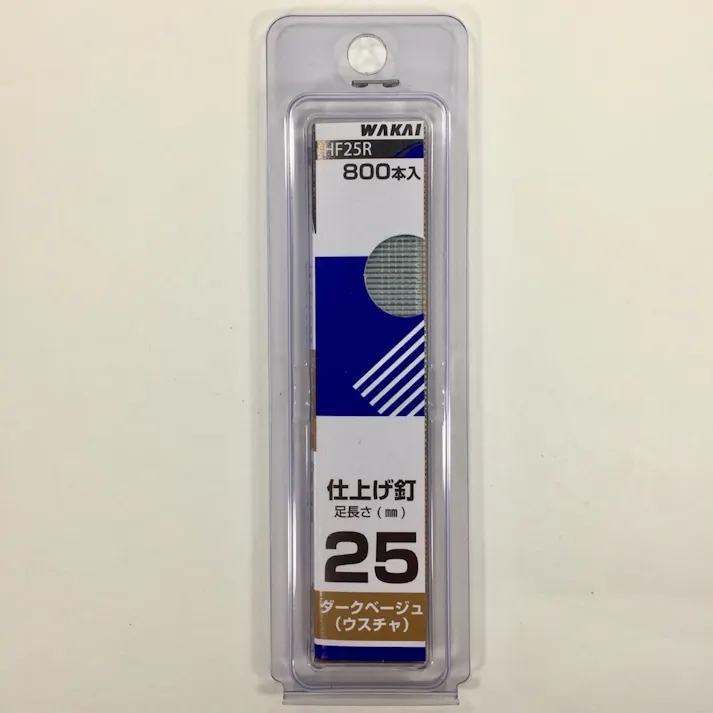 WAKAI
HF25R
800本入
仕上げ釘
足長さ(㎜)
25
ダークベージュ
(ウスチャ)